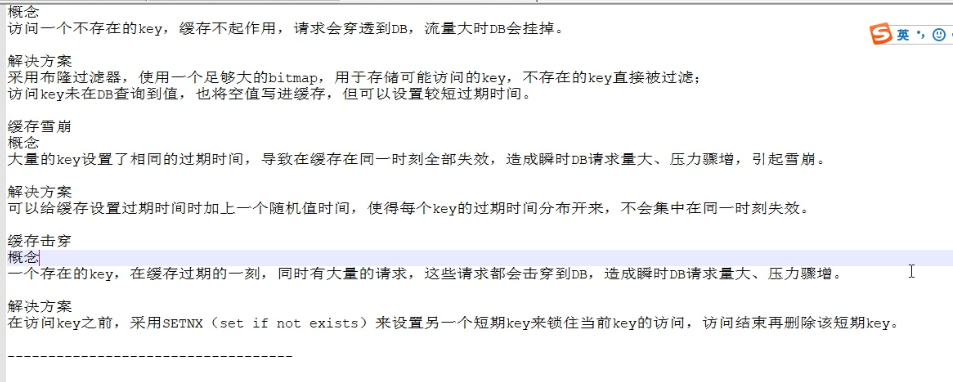 概念
访问一个不存在的key，缓存不起作用，请求会穿透到DB，流量大时DB会挂掉。
解决方案
采用布隆过滤器，使用一个足够大的bitmap，用于存储可能访问的key，不存在的key直接被过滤；
访问key未在DB查询到值，也将空值写进缓存，但可以设置较短过期时间。
缓存雪崩
概念
大量的key设置了相同的过期时间，导致在缓存在同一时刻全部失效，造成瞬时DB请求量大、压力骤增，引起雪崩。
解决方案
可以给缓存设置过期时间时加上一个随机值时间，使得每个key的过期时间分布开来，不会集中在同一时刻失效。
缓存击穿
概念
一个存在的key，在缓存过期的一刻，同时有大量的请求，这些请求都会击穿到DB，造成瞬时DB请求量大、压力骤增。
解决方案
在访问key之前，采用SETNX（set if not exists）来设置另一个短期key来锁住当前key的访问，访问结束再删除该短期key。
-----------------------------------
S 英